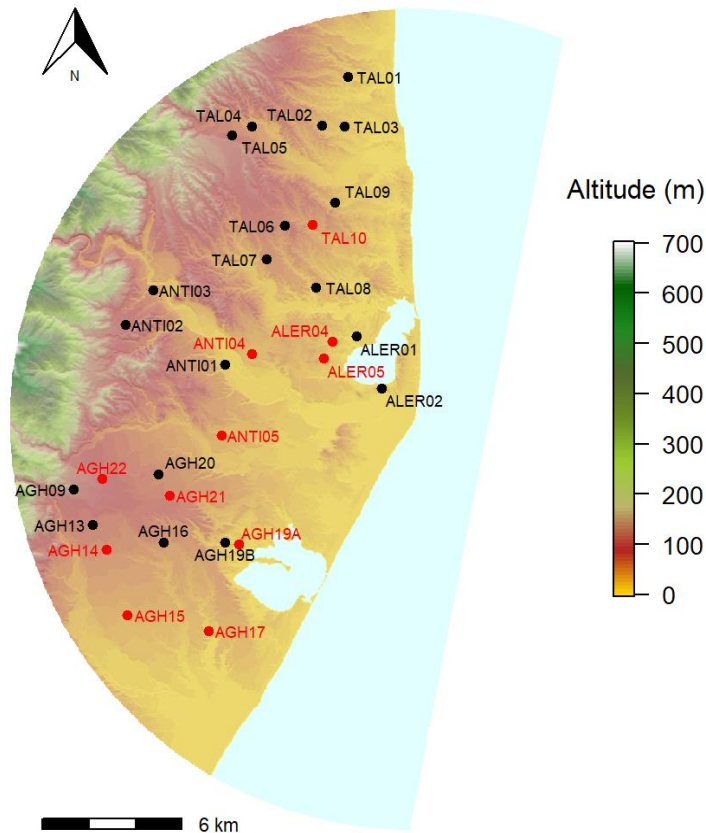 N
TAL01
TAL04
TAL02
TAL03
TAL05
TAL09
Altitude (m)
TAL06
TAL10
700
TAL07
600
ANTI03
TAL08
500
ANTI02
ALER04
ANTI04
ALER01
400
ANTI01
ALER05
ALER02
300
ANTI05
200
AGH20
AGH22
AGH09
AGH21
100
AGH13
AGH16
AGH19A
AGH14
AGH19B
0
AGH15
AGH17
6 km